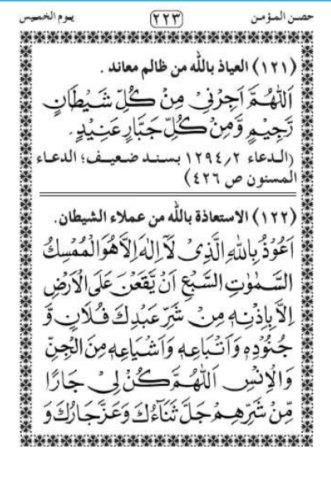 حصن المؤمن (٢٢٣) يوم الخميس
(١٢١) العياذ بالله من ظالم معاند .
اَللّٰهُمَّ اَجِرْنِيْ مِنْ كُلِّ شَيْطَانٍ
رَّجِيْمٍ وَّمِنْ كُلِّ جَبَّارٍ عَنِيْدٍ.
(الدعاء ١٢٩٤/٢ بسند ضعيف؛ الدعاء
المسنون ص ٤٢٦)
(١٢٢) الاستعاذة بالله من عملاء الشيطان.
اَعُوْذُ بِاللهِ الَّذِيْ لَآ اِلٰهَ اِلَّا هُوَ الْمُمْسِكُ
السَّمٰوٰتِ السَّبْعِ اَنْ يَّقَعْنَ عَلَى الْاَرْضِ
اِلَّا بِاِذْنِهٖ مِنْ شَرِّ عَبْدِكَ فُلَانٍ وَّ
جُنُوْدِهٖ وَاَتْبَاعِهٖ وَاَشْيَاعِهٖ مِنَ الْجِنِّ
وَالْاِنْسِ اَللّٰهُمَّ كُنْ لِيْ جَارًا
مِّنْ شَرِّهِمْ جَلَّ ثَنَاءُكَ وَعَزَّ جَارُكَ وَ